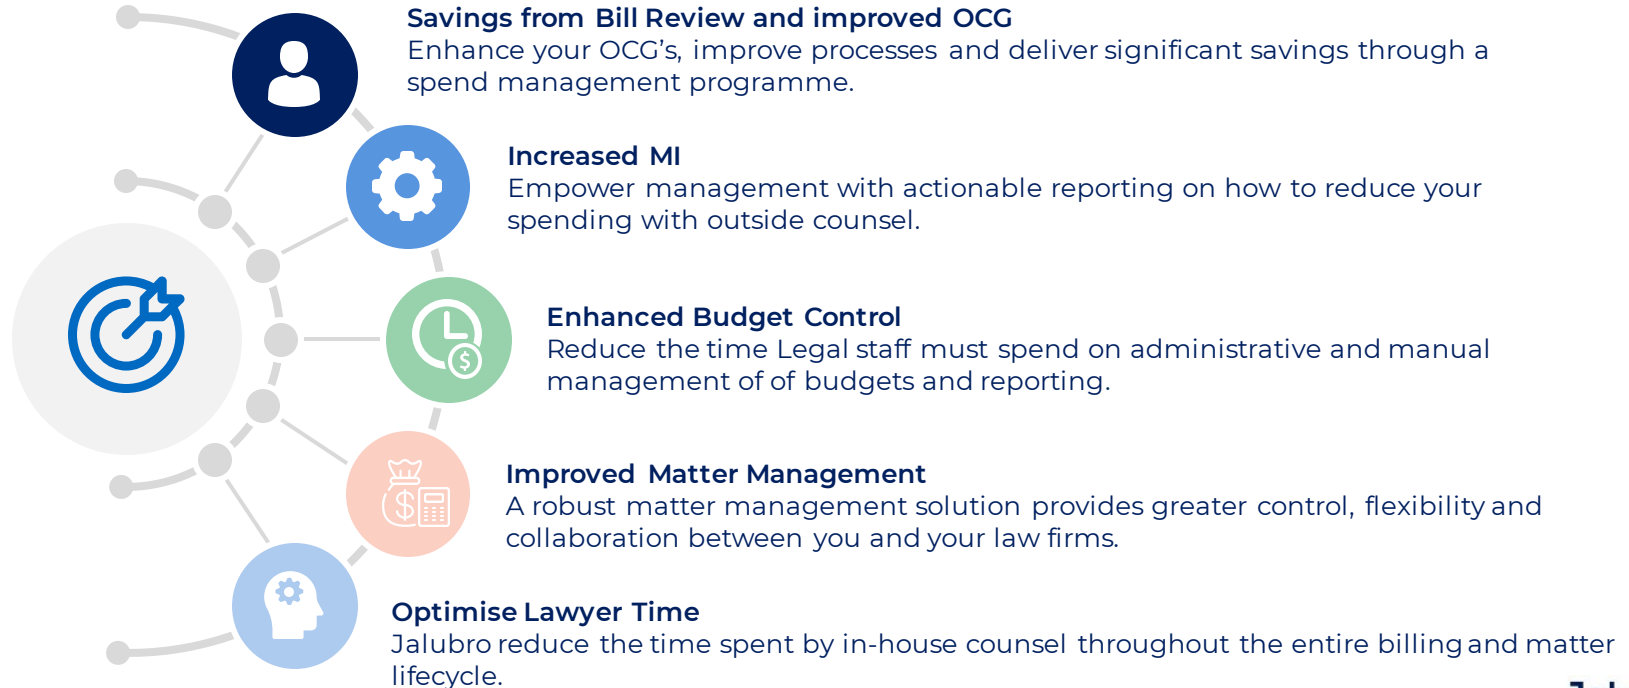 Savings from Bill Review and improved OCG
Enhance your OCG's, improve processes and deliver significant savings through a
spend management programme.
Increased MI
Empower management with actionable reporting on how to reduce your
spending with outside counsel.
Enhanced Budget Control
Reduce the time Legal staff must spend on administrative and manual
management of of budgets and reporting.
$
Improved Matter Management
A robust matter management solution provides greater control, flexibility and
collaboration between you and your law firms.
$
Optimise Lawyer Time
Jalubro reduce the time spent by in-house counsel throughout the entire billing and matter
lifecycle.